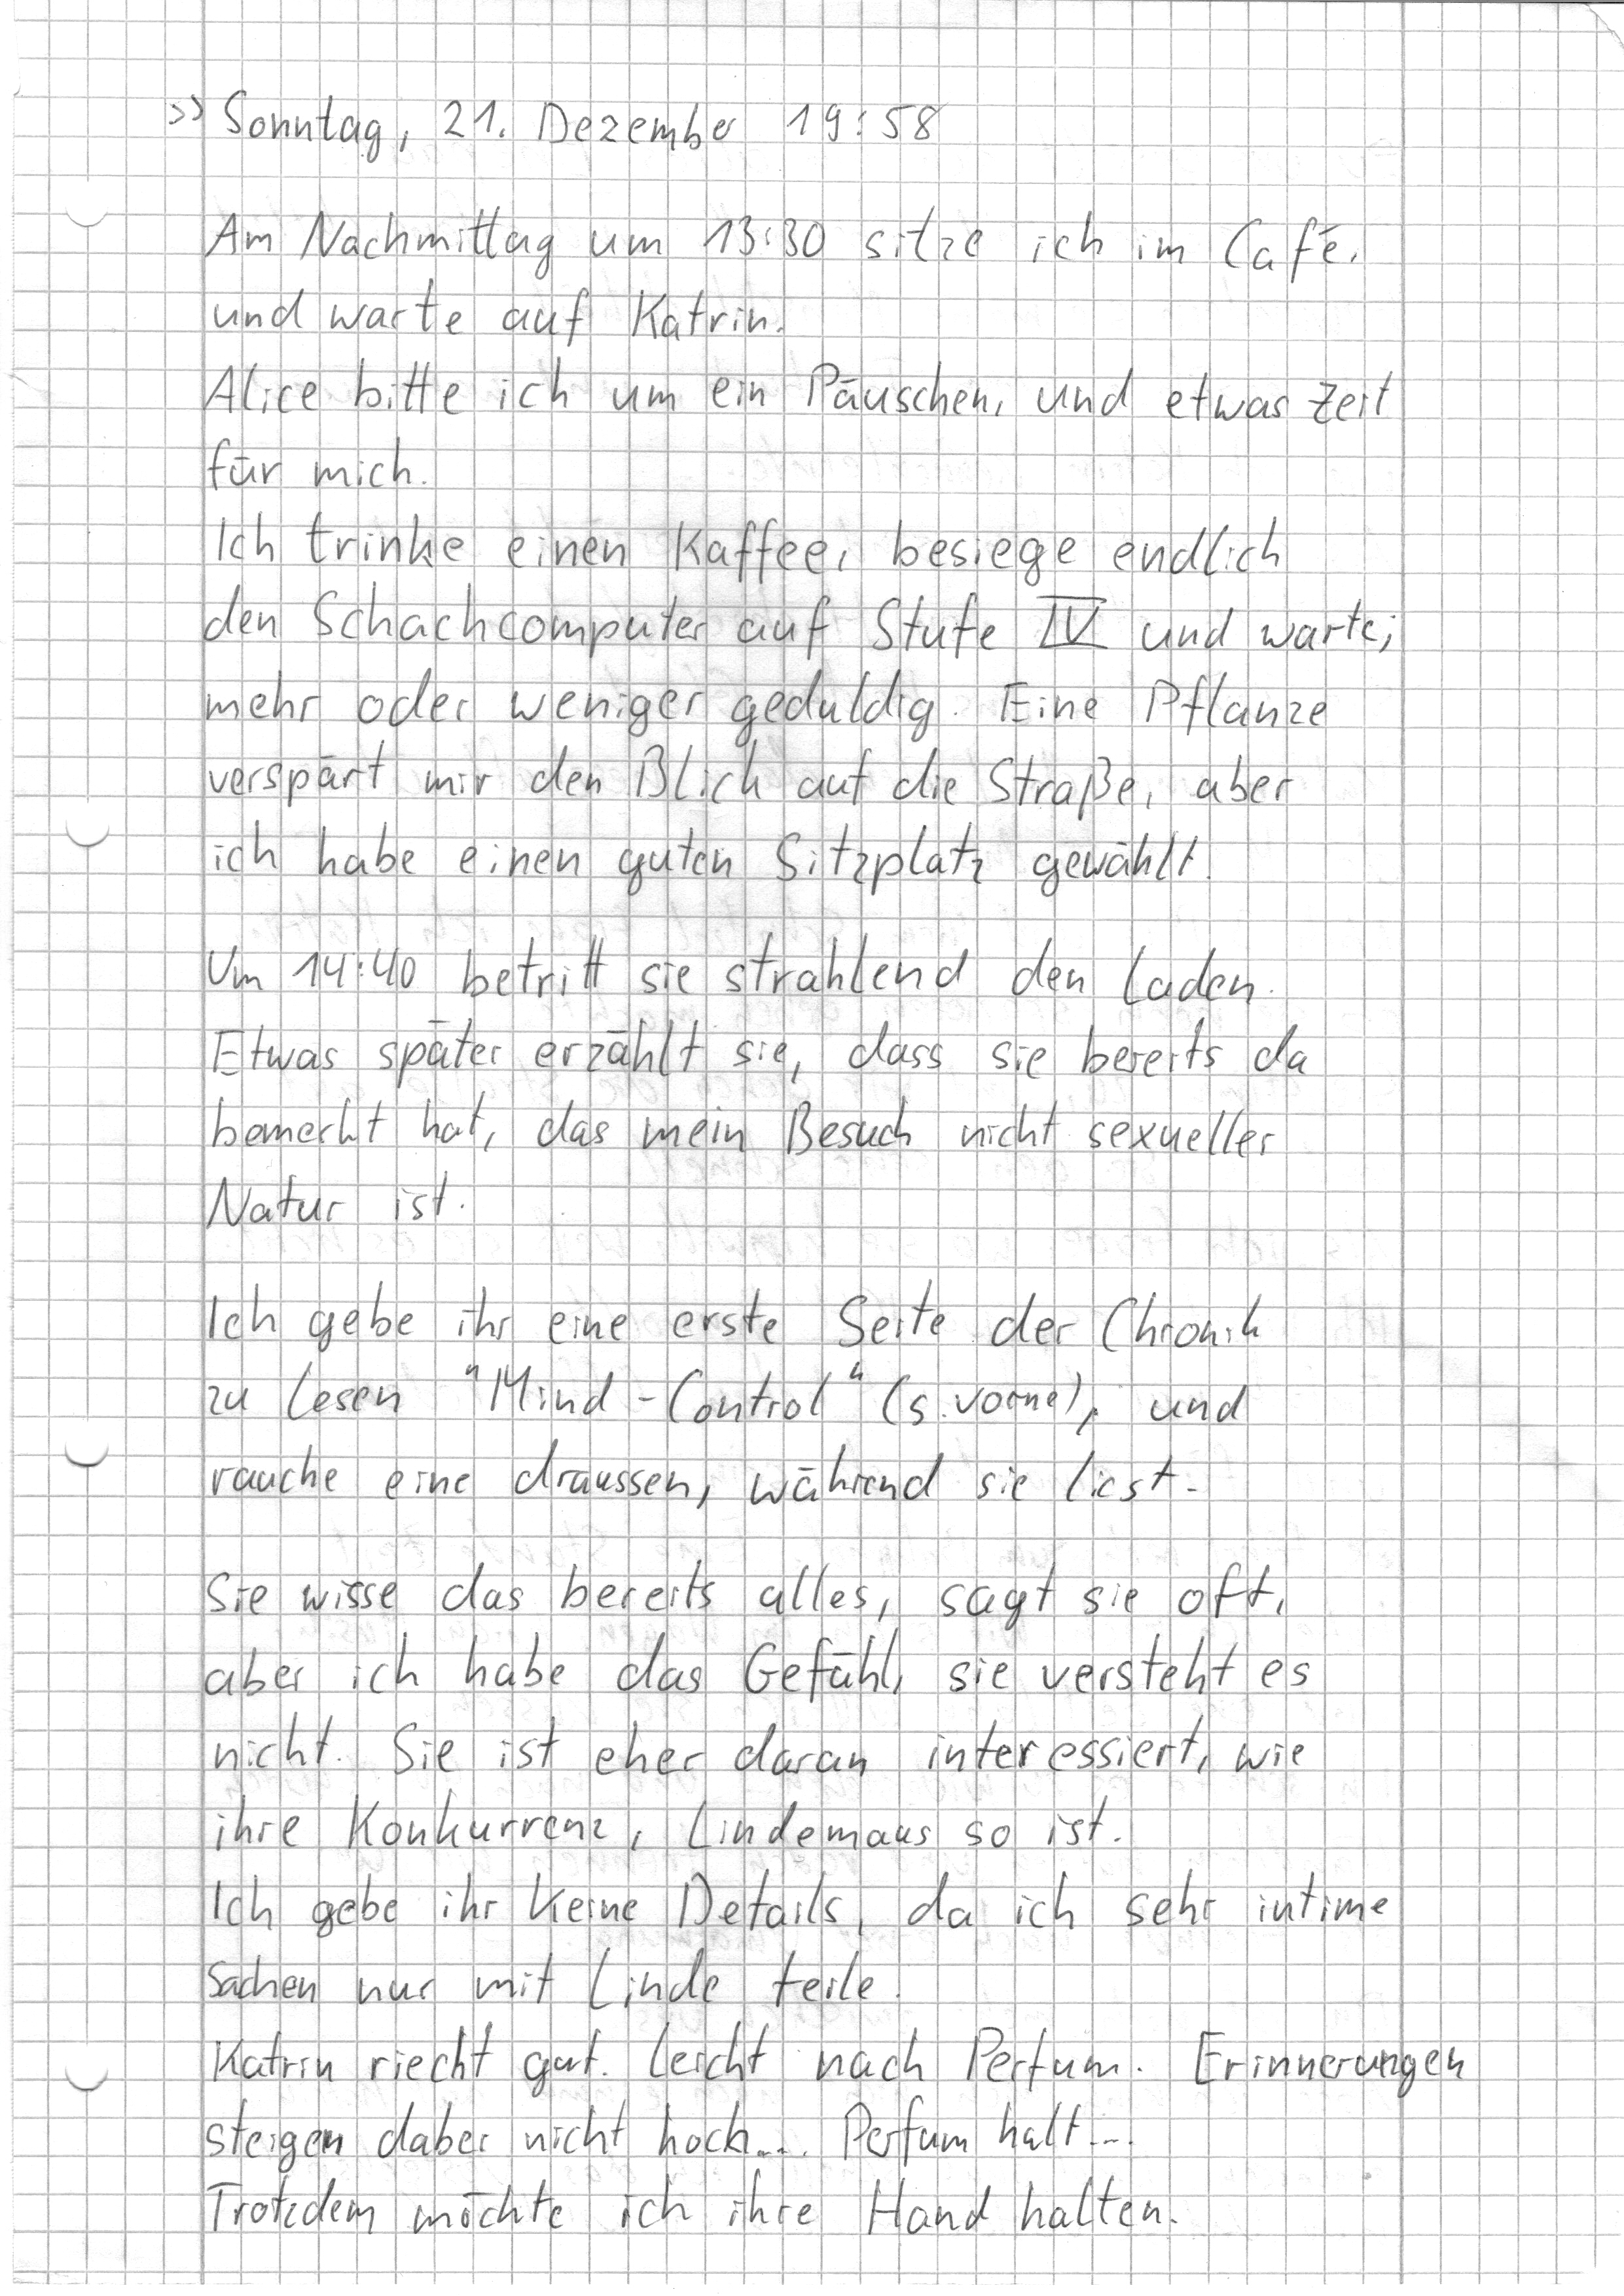 >> Sonntag, 21. Dezember 19:58
Am Nachmittag um 13:30 sitze ich im Café,
und warte auf Katrin.
Alice bitte ich um ein Päuschen, und etwas Zeit
für mich.
Ich trinke einen Kaffee, besiege endlich
den Schachcomputer auf Stufe IV und warte;
mehr oder weniger geduldig. Eine Pflanze
verspärt mir den Blick auf die Straße, aber
ich habe einen guten Sitzplatz gewählt.
Um 14:40 betritt sie strahlend den Laden.
Etwas später erzählt sie, dass sie bereits da
bemerkt hat, das mein Besuch nicht sexueller
Natur ist.
Ich gebe ihr eine erste Seite der Chronik
zu lesen "Mind-Control" (s. vorne), und
rauche eine draussen, während sie liest.
Sie wisse das bereits alles, sagt sie oft,
aber ich habe das Gefühl, sie versteht es
nicht. Sie ist eher daran interessiert, wie
ihre Konkurrenz, Lindemaus so ist.
Ich gebe ihr keine Details, da ich sehr intime
Sachen nur mit Linde teile.
Katrin riecht gut. Leicht nach Perfum. Erinnerungen
steigen dabei nicht hoch... Perfum halt...
Trotzdem möchte ich ihre Hand halten.